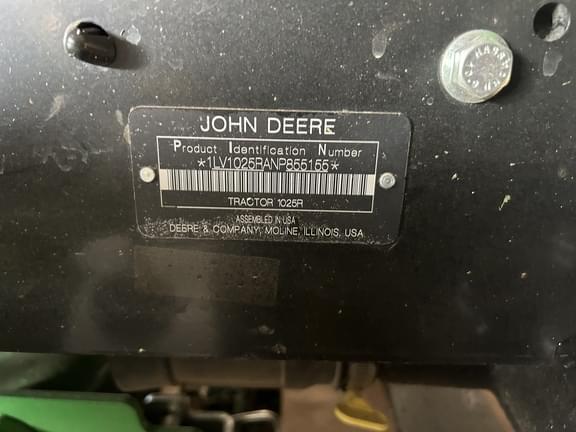 JOHN DEERE
Product Identification Number
*1LV1025RANP855155*
TRACTOR 1025R
ASSEMBLED IN USA
DEERE & COMPANY, MOLINE, ILLINOIS, USA